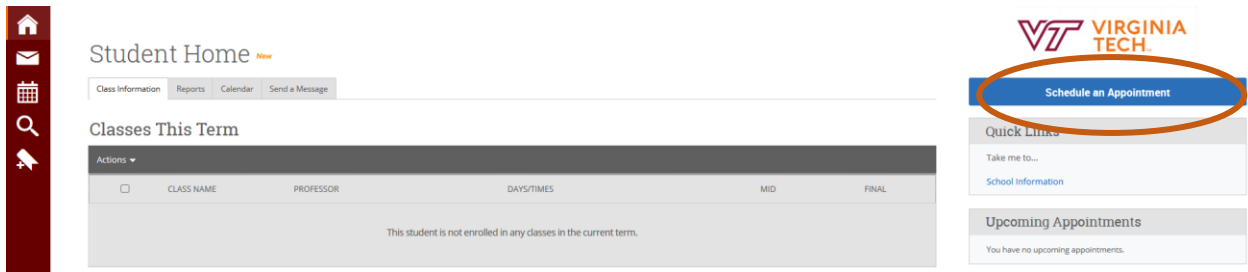 Student Home New
Class Information Reports Calendar Send a Message
Classes This Term
Actions
CLASS NAME PROFESSOR DAYS/TIMES MID FINAL
This student is not enrolled in any classes in the current term.
VT VIRGINIA
TECH™
Schedule an Appointment
Quick Links
Take me to...
School Information
Upcoming Appointments
You have no upcoming appointments.